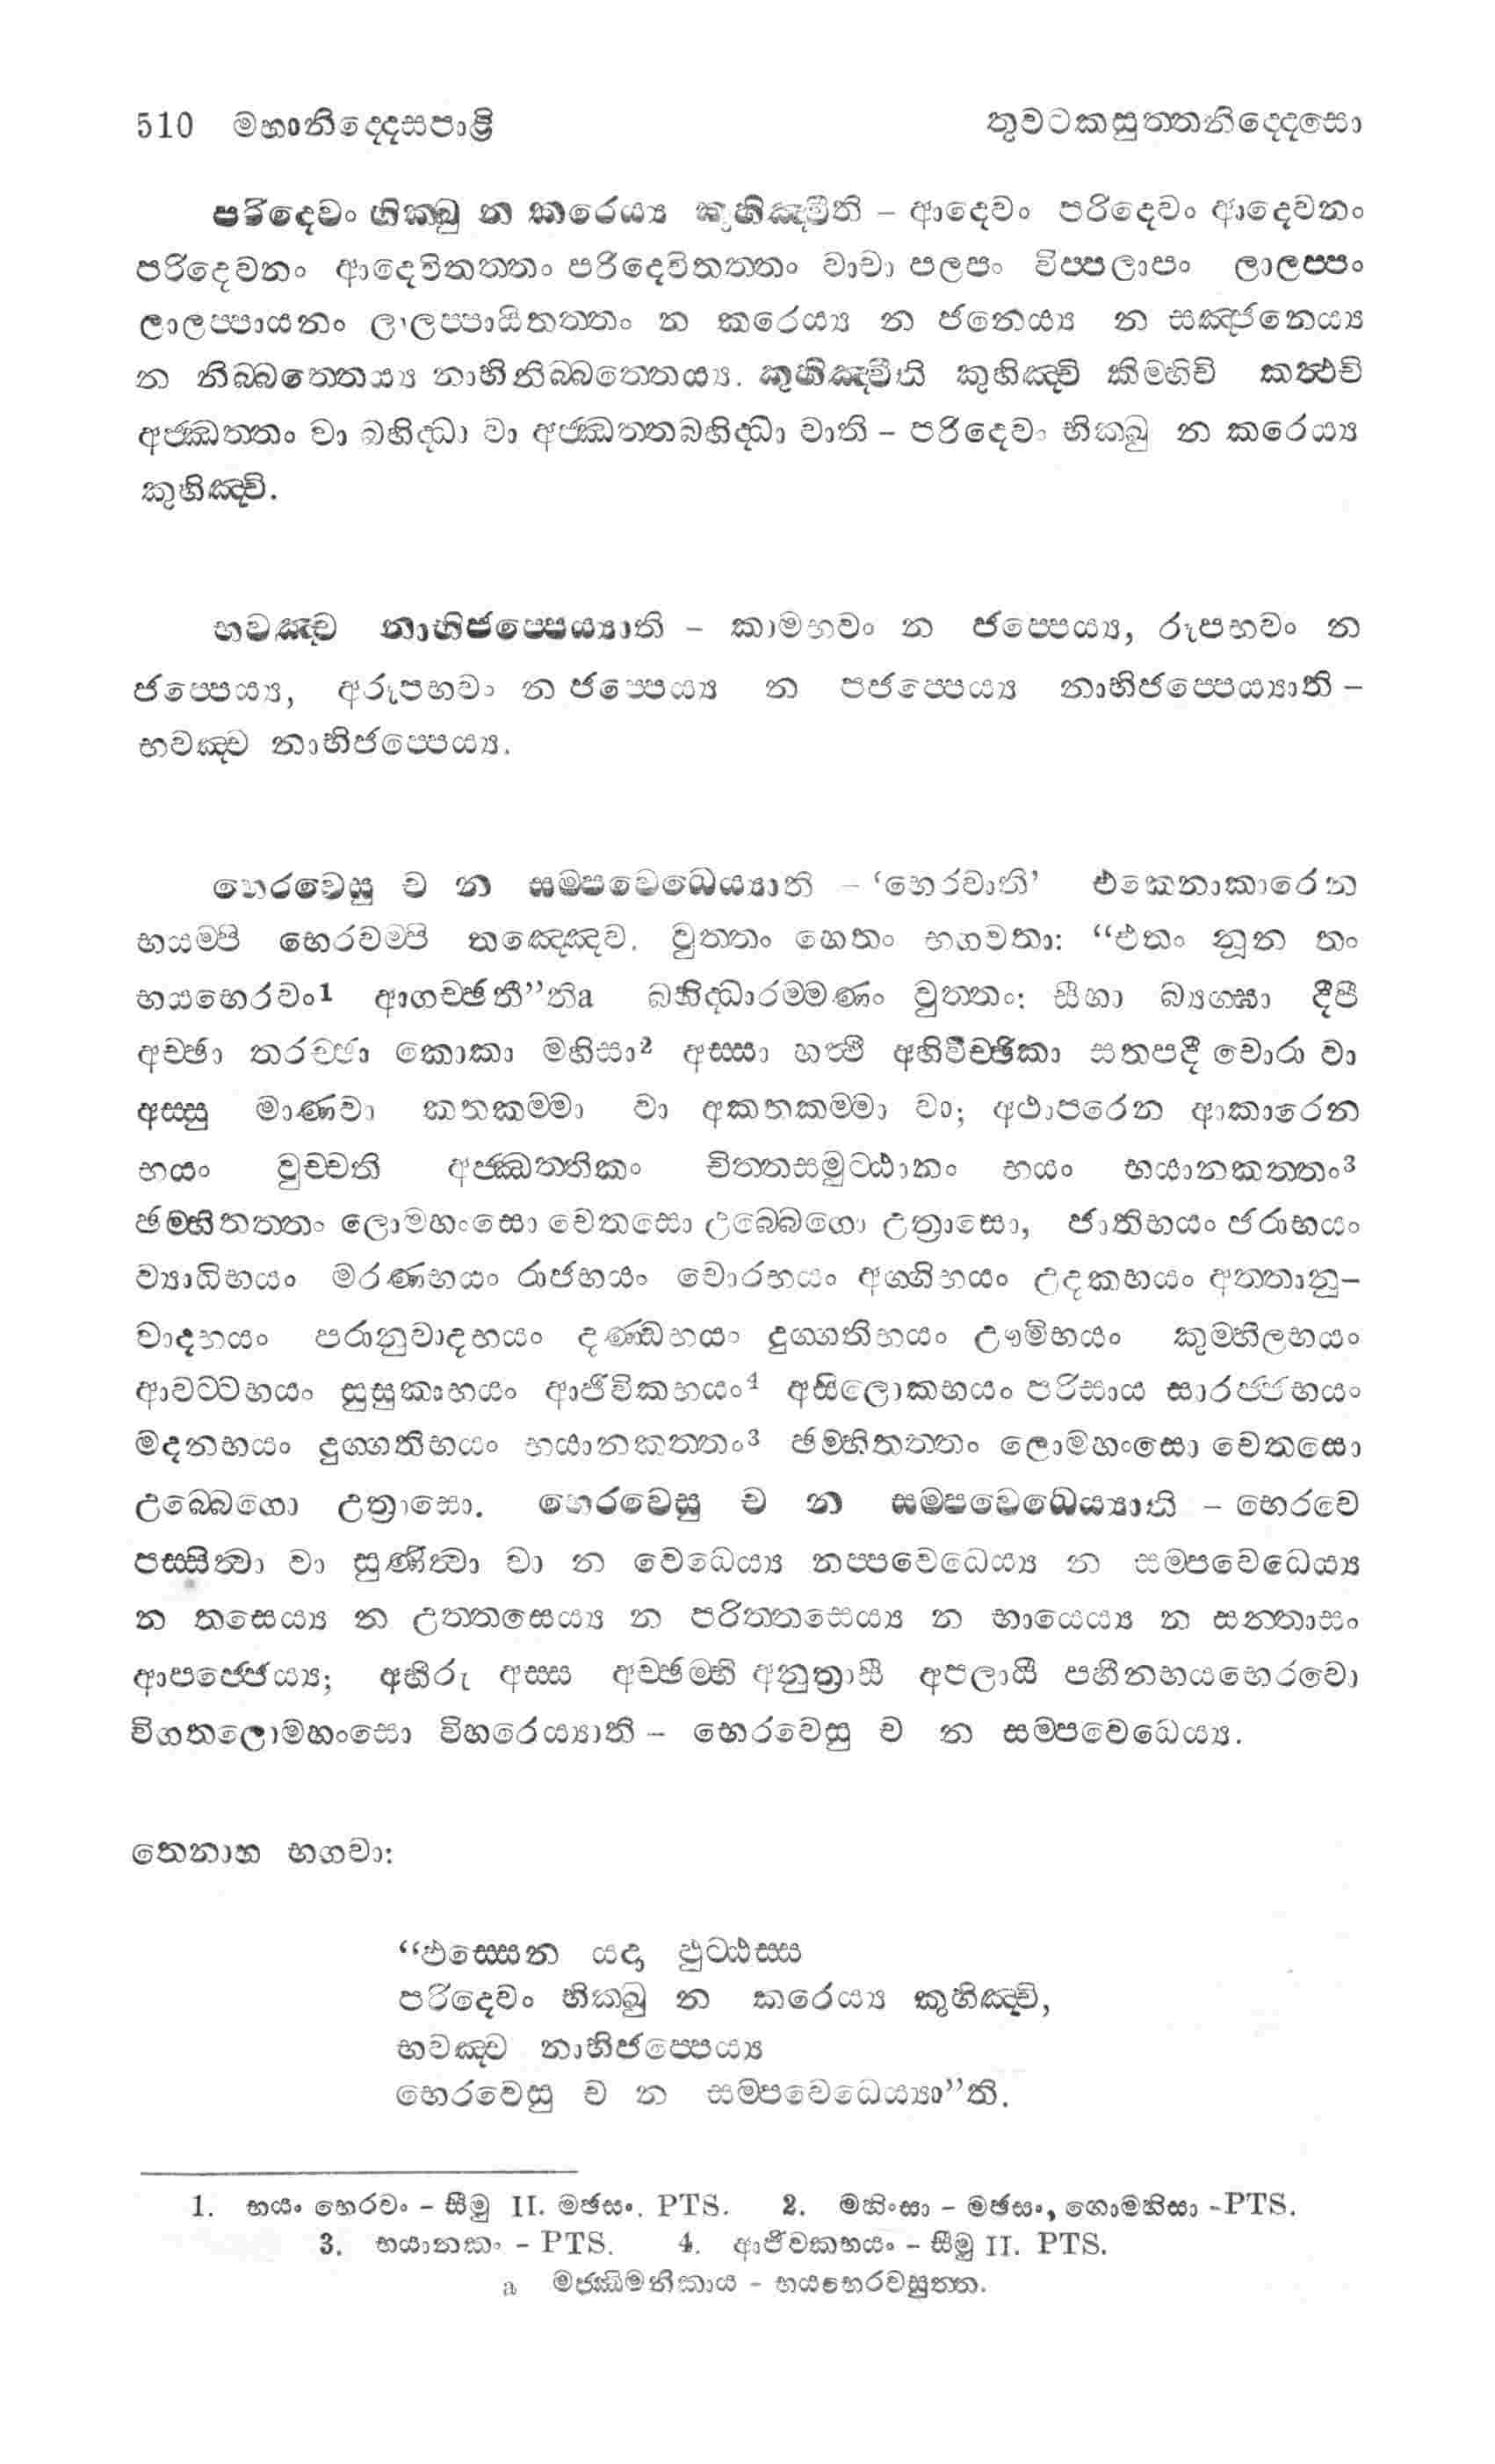 510 මහානිද්දෙසපාළි තුවටකසුත්තනිද්දෙසො
පරිදෙවං භික්ඛු න කරෙය්‍ය කුහිඤ්චීති – ආදෙවං පරිදෙවං ආදෙවනං
පරිදෙවනං ආදෙවිතත්තං පරිදෙවිතත්තං වාචා පලපං විප්පලාපං ලාලප්පං
ලාලප්පායනං ලාලප්පායිතත්තං න කරෙය්‍ය න ජනෙය්‍ය න සඤ්ජනෙය්‍ය
න නිබ්බත්තෙය්‍ය නාභිනිබ්බත්තෙය්‍ය. කුහිඤ්චීති කුහිඤ්චි කිම්හිචි කත්ථචි
අජ්ඣත්තං වා බහිද්ධා වා අජ්ඣත්තබහිද්ධා වාති – පරිදෙවං භික්ඛු න කරෙය්‍ය
කුහිඤ්චි.
භවඤ්ච නාභිජප්පෙය්‍යාති – කාමභවං න ජප්පෙය්‍ය, රූපභවං න
ජප්පෙය්‍ය, අරූපභවං න ජප්පෙය්‍ය න පජප්පෙය්‍ය නාභිජප්පෙය්‍යාති –
භවඤ්ච නාභිජප්පෙය්‍ය.
භෙරවෙසු ච න සම්පවෙධෙය්‍යාති – ‘භෙරවාති’ එකෙනාකාරෙන
භයම්පි භෙරවම්පි තඤ්ඤෙව. වුත්තං හෙතං භගවතා: “එතං නූන තං
භයභෙරවං1 ආගච්ඡතී”තිa බහිද්ධාරම්මණං වුත්තං: සීහා බ්‍යග්ඝා දීපී
අච්ඡා තරච්ඡා කොකා මහිසා2 අස්සා හත්ථී අහිවිච්ඡිකා සතපදී චොරා වා
අස්සු මාණවා කතකම්මා වා අකතකම්මා වා; අථාපරෙන ආකාරෙන
භයං වුච්චති අජ්ඣත්තිකං චිත්තසමුට්ඨානං භයං භයානකත්තං3
ඡම්භිතත්තං ලොමහංසො චෙතසො උබ්බෙගො උත්‍රාසො, ජාතිභයං ජරාභයං
ව්‍යාධිභයං මරණභයං රාජභයං චොරභයං අග්ගිභයං උදකභයං අත්තානු–
වාදභයං පරානුවාදභයං දණ්ඩභයං දුග්ගතිභයං ඌමිභයං කුම්භීලභයං
ආවට්ටභයං සුසුකාභයං ආජීවිකභයං4 අසිලොකභයං පරිසාය සාරජ්ජභයං
මදනභයං දුග්ගතිභයං භයානකත්තං3 ඡම්භිතත්තං ලොමහංසො චෙතසො
උබ්බෙගො උත්‍රාසො. භෙරවෙසු ච න සම්පවෙධෙය්‍යාති – භෙරවෙ
පස්සිත්වා වා සුණිත්වා වා න වෙධෙය්‍ය නප්පවෙධෙය්‍ය න සම්පවෙධෙය්‍ය
න තසෙය්‍ය න උත්තසෙය්‍ය න පරිත්තසෙය්‍ය න භායෙය්‍ය න සන්තාසං
ආපජ්ජෙය්‍ය; අභීරූ අස්ස අච්ඡම්භී අනුත්‍රාසී අපලායී පහීනභයභෙරවො
විගතලොමහංසො විහරෙය්‍යාති – භෙරවෙසු ච න සම්පවෙධෙය්‍ය.
තෙනාහ භගවා:
“ඵස්සෙන යදා ඵුට්ඨස්ස
පරිදෙවං භික්ඛු න කරෙය්‍ය කුහිඤ්චි,
භවඤ්ච නාභිජප්පෙය්‍ය
භෙරවෙසු ච න සම්පවෙධෙය්‍යා”ති.
1. භයං භෙරවං – සීමු II. මජසං. PTS. 2. මහිංසා – මජසං, ගොමහිසා -PTS.
3. භයානකං – PTS. 4. ආජීවකභයං – සීමු II. PTS.
a මජ්ඣිමනිකාය – භයභෙරවසුත්ත.